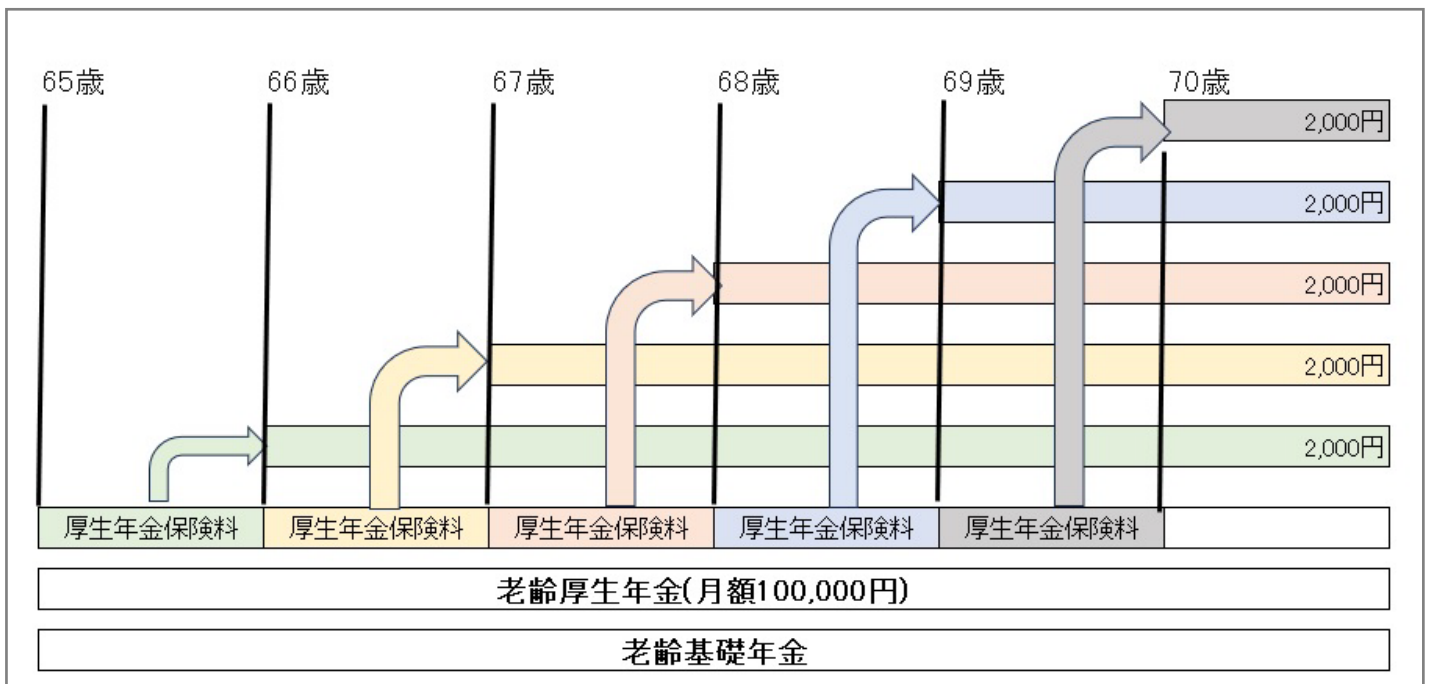 65歳 66歳 67歳 68歳 69歳 70歳
2,000円
2,000円
2,000円
2,000円
2,000円
厚生年金保険料 厚生年金保険料 厚生年金保険料 厚生年金保険料 厚生年金保険料
老齢厚生年金(月額100,000円)
老齢基礎年金